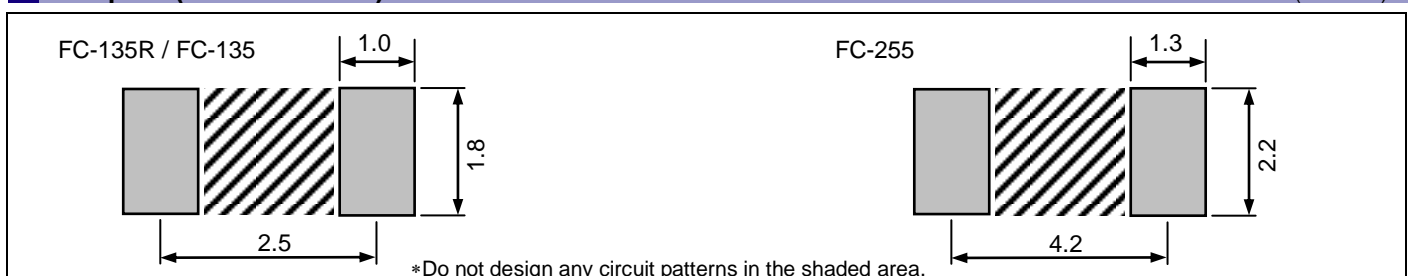 FC-135R / FC-135
1.0
1.8
2.5
FC-255
1.3
2.2
4.2
*Do not design any circuit patterns in the shaded area.